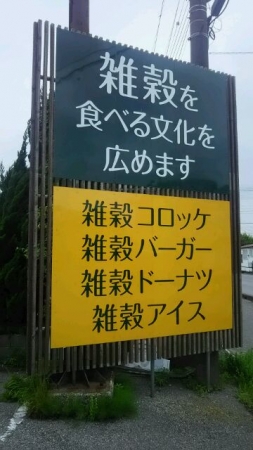 雑穀を
食べる文化を
広めます
雑穀コロッケ
雑穀バーガー
雑穀ドーナツ
雑穀アイス